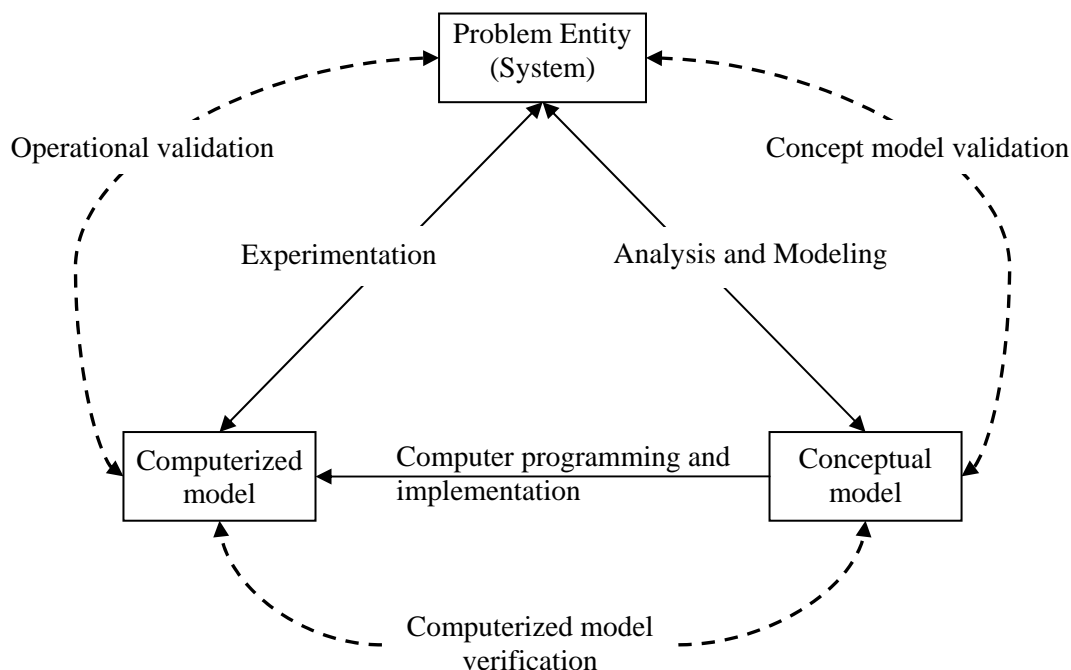 Problem Entity
(System)
Operational validation
Concept model validation
Experimentation
Analysis and Modeling
Computerized
model
Computer programming and
implementation
Conceptual
model
Computerized model
verification